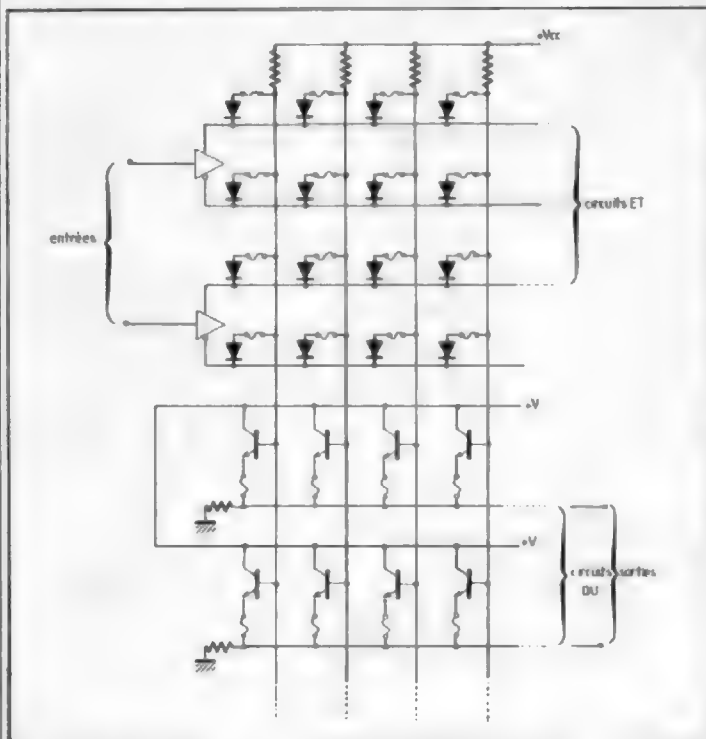 +Vcc
circuits ET
entrées
+V
+V
circuits sorties
OU